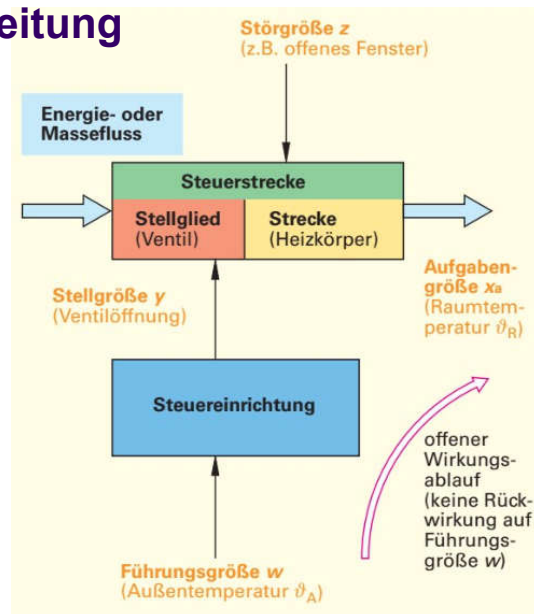 eitung
Störgröße z
(z.B. offenes Fenster)
Energie- oder
Massefluss
Steuerstrecke
Stellglied
(Ventil)
Strecke
(Heizkörper)
Stellgröße y
(Ventilöffnung)
Aufgaben-
größe xa
(Raumtem-
peratur ϑR)
Steuereinrichtung
offener
Wirkungs-
ablauf
(keine Rück-
wirkung auf
Führungs-
größe w)
Führungsgröße w
(Außentemperatur ϑA)